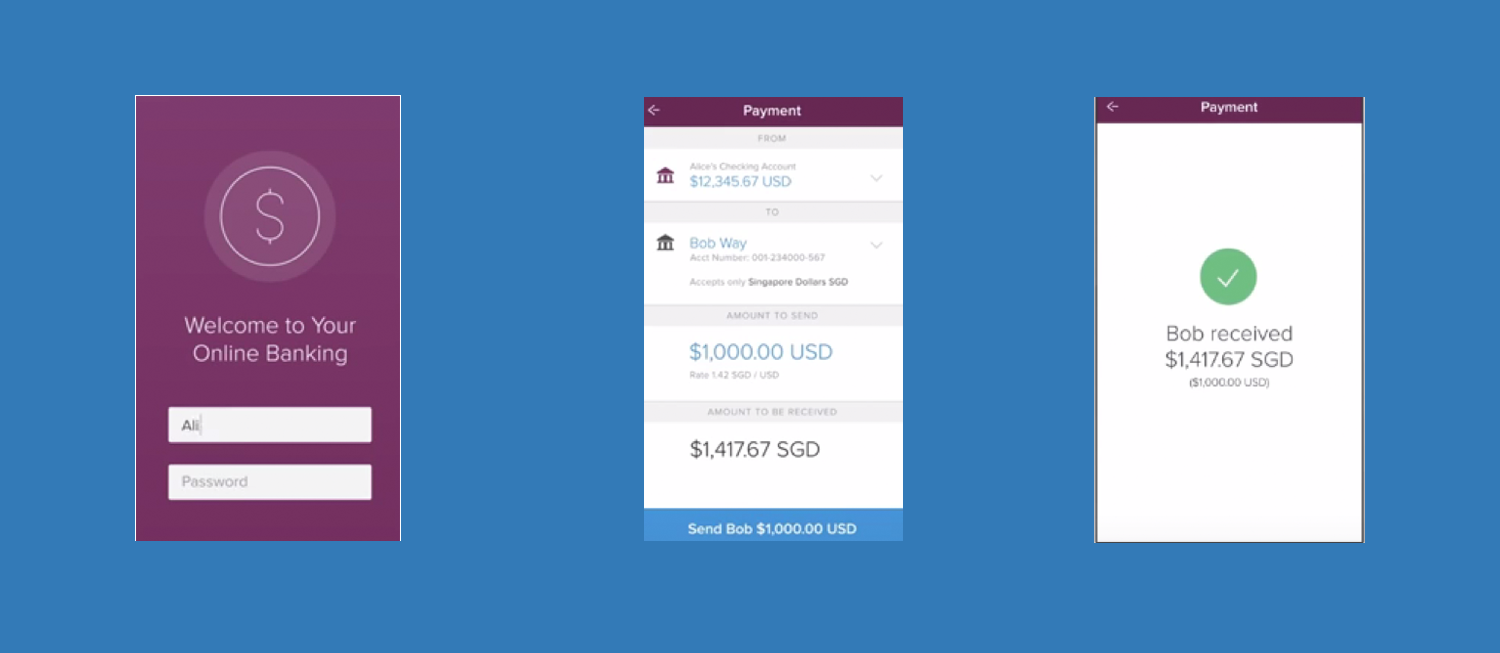 $
Welcome to Your
Online Banking
Ali
Password
Payment
FROM
Alice's Checking Account
$12,345.67 USD
TO
Bob Way
Acct Number: 001-234000-567
Accepts only Singapore Dollars SGD
AMOUNT TO SEND
$1,000.00 USD
Rate 1.42 SGD / USD
AMOUNT TO BE RECEIVED
$1,417.67 SGD
Send Bob $1,000.00 USD
Payment
Bob received
$1,417.67 SGD
($1,000.00 USD)